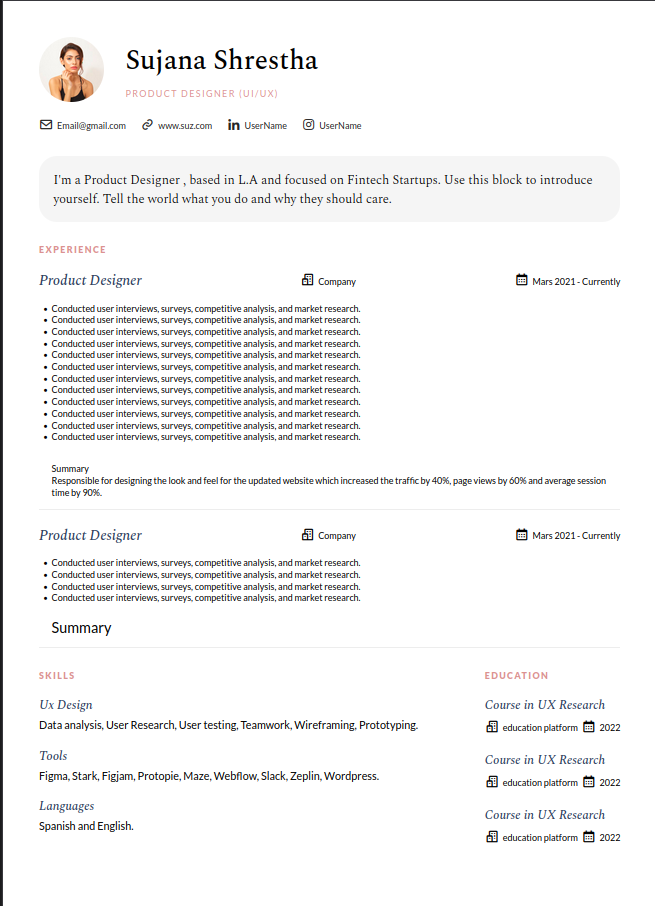 Sujana Shrestha
PRODUCT DESIGNER (UI/UX)
Email@gmail.com www.suz.com UserName UserName
I'm a Product Designer , based in L.A and focused on Fintech Startups. Use this block to introduce
yourself. Tell the world what you do and why they should care.
EXPERIENCE
Product Designer Company Mars 2021 - Currently
• Conducted user interviews, surveys, competitive analysis, and market research.
• Conducted user interviews, surveys, competitive analysis, and market research.
• Conducted user interviews, surveys, competitive analysis, and market research.
• Conducted user interviews, surveys, competitive analysis, and market research.
• Conducted user interviews, surveys, competitive analysis, and market research.
• Conducted user interviews, surveys, competitive analysis, and market research.
• Conducted user interviews, surveys, competitive analysis, and market research.
• Conducted user interviews, surveys, competitive analysis, and market research.
• Conducted user interviews, surveys, competitive analysis, and market research.
• Conducted user interviews, surveys, competitive analysis, and market research.
• Conducted user interviews, surveys, competitive analysis, and market research.
• Conducted user interviews, surveys, competitive analysis, and market research.
Summary
Responsible for designing the look and feel for the updated website which increased the traffic by 40%, page views by 60% and average session
time by 90%.
Product Designer Company Mars 2021 - Currently
• Conducted user interviews, surveys, competitive analysis, and market research.
• Conducted user interviews, surveys, competitive analysis, and market research.
• Conducted user interviews, surveys, competitive analysis, and market research.
• Conducted user interviews, surveys, competitive analysis, and market research.
Summary
SKILLS
Ux Design
Data analysis, User Research, User testing, Teamwork, Wireframing, Prototyping.
Tools
Figma, Stark, Figjam, Protopie, Maze, Webflow, Slack, Zeplin, Wordpress.
Languages
Spanish and English.
EDUCATION
Course in UX Research
education platform 2022
Course in UX Research
education platform 2022
Course in UX Research
education platform 2022